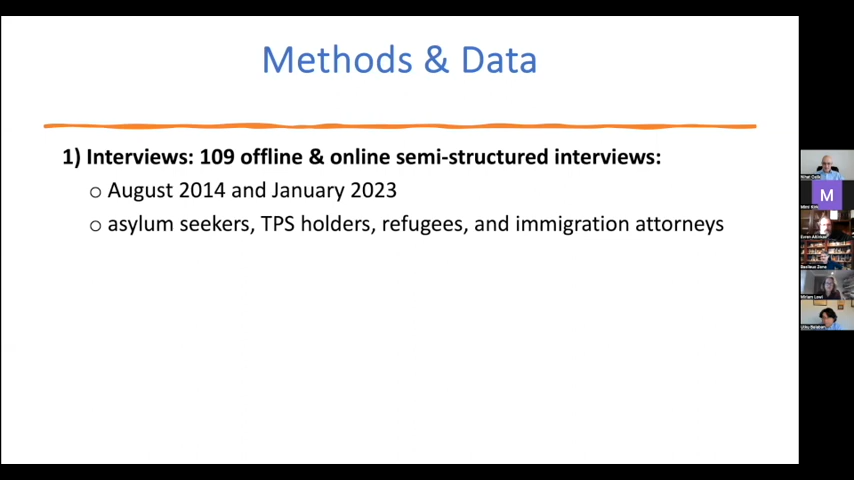 Methods & Data
1) Interviews: 109 offline & online semi-structured interviews:
o August 2014 and January 2023
o asylum seekers, TPS holders, refugees, and immigration attorneys
M